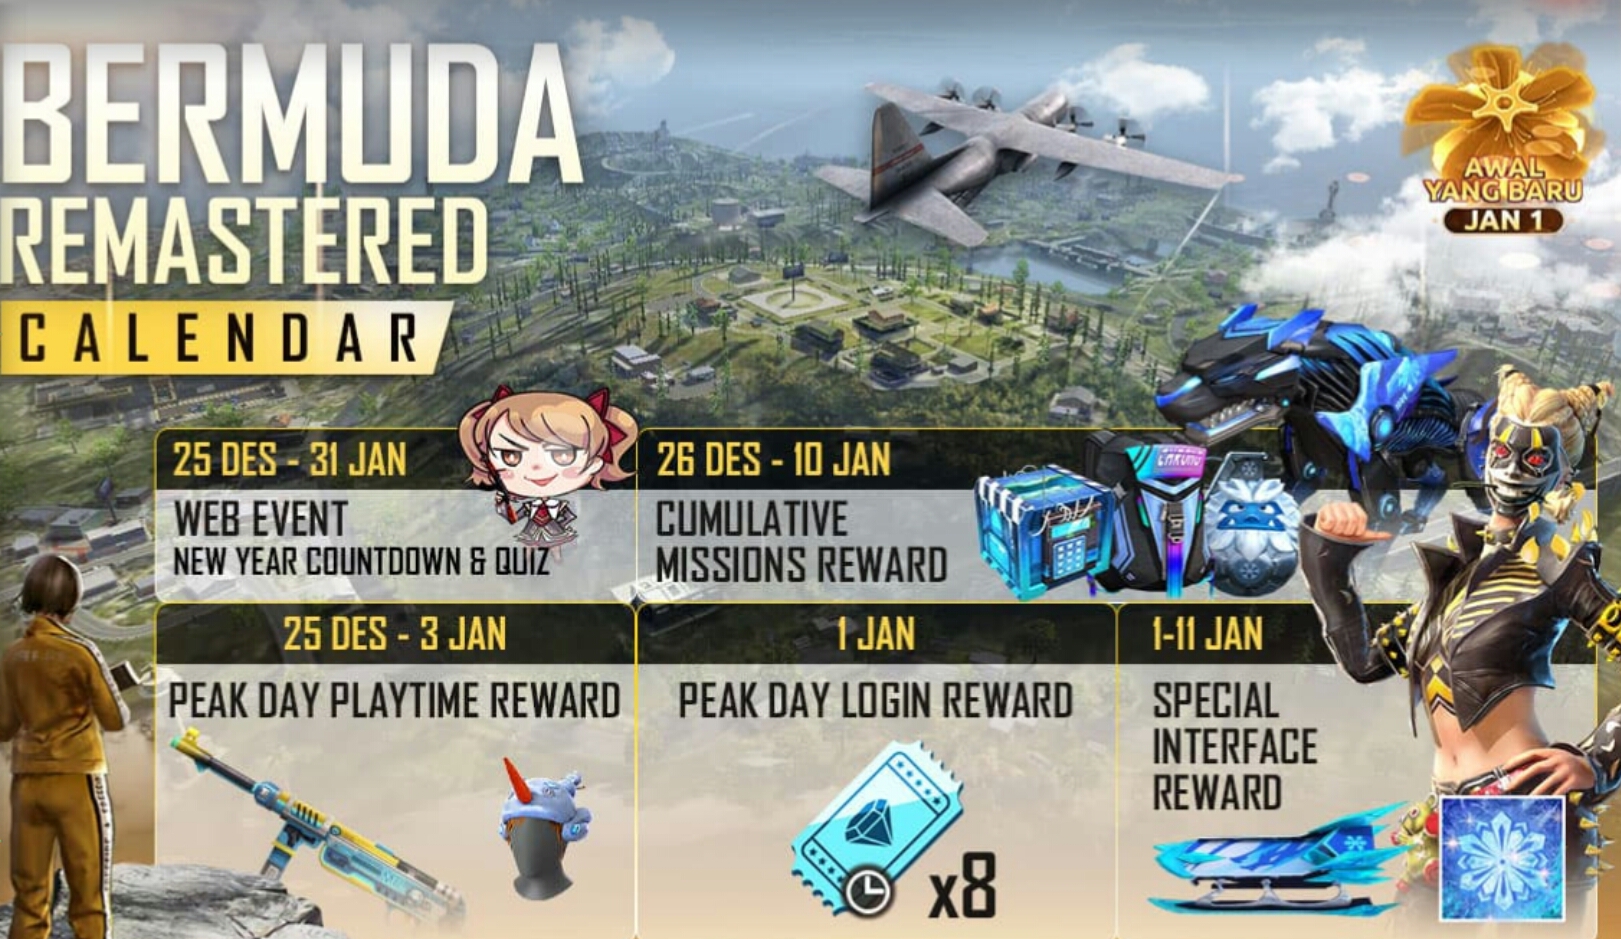 BERMUDA
REMASTERED
CALENDAR
AWAL
YANG BARU
JAN 1
25 DES - 31 JAN
WEB EVENT
NEW YEAR COUNTDOWN & QUIZ
26 DES - 10 JAN
CUMULATIVE
MISSIONS REWARD
CHRONO
25 DES - 3 JAN
PEAK DAY PLAYTIME REWARD
1 JAN
PEAK DAY LOGIN REWARD
x8
1-11 JAN
SPECIAL
INTERFACE
REWARD